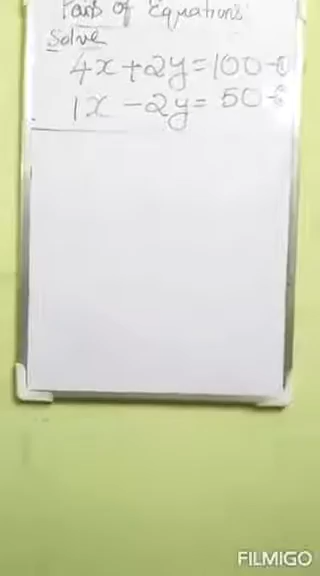 Pairs of Equations
Solve
4x+2y=100-①
1x-2y= 50-②
FILMIGO